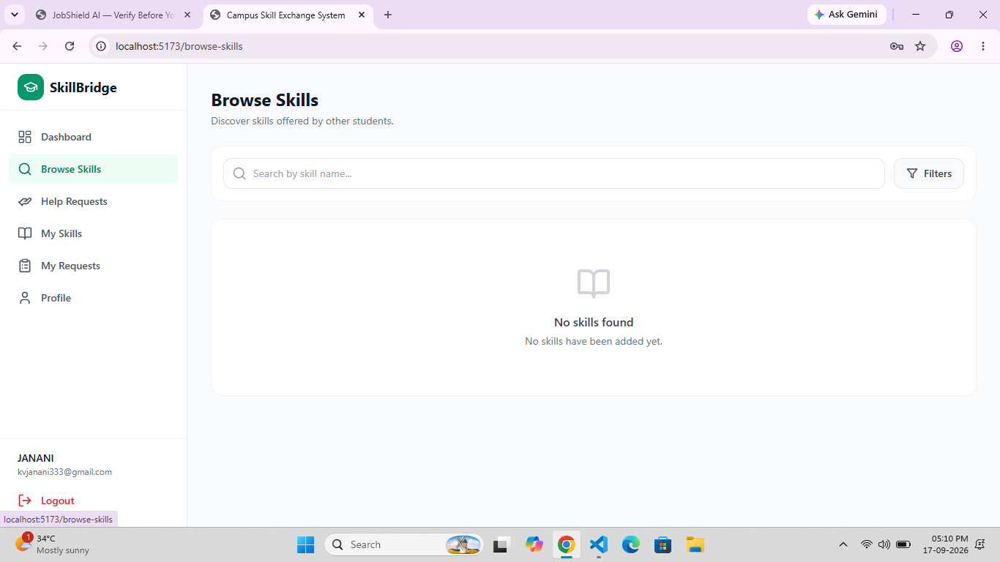 JobShield AI — Verify Before Yo
Campus Skill Exchange System
Ask Gemini
localhost:5173/browse-skills
SkillBridge
Dashboard
Browse Skills
Help Requests
My Skills
My Requests
Profile
JANANI
kvjanani333@gmail.com
Logout
localhost:5173/browse-skills
Browse Skills
Discover skills offered by other students.
Search by skill name...
Filters
No skills found
No skills have been added yet.
1
34°C
Mostly sunny
Search
05:10 PM
17-09-2026